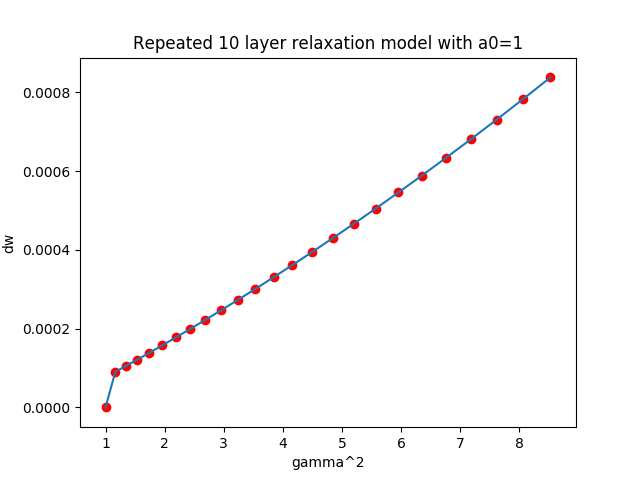 Repeated 10 layer relaxation model with a0=1
0.0008
0.0006
0.0004
0.0002
0.0000
dw
1 2 3 4 5 6 7 8
gamma^2